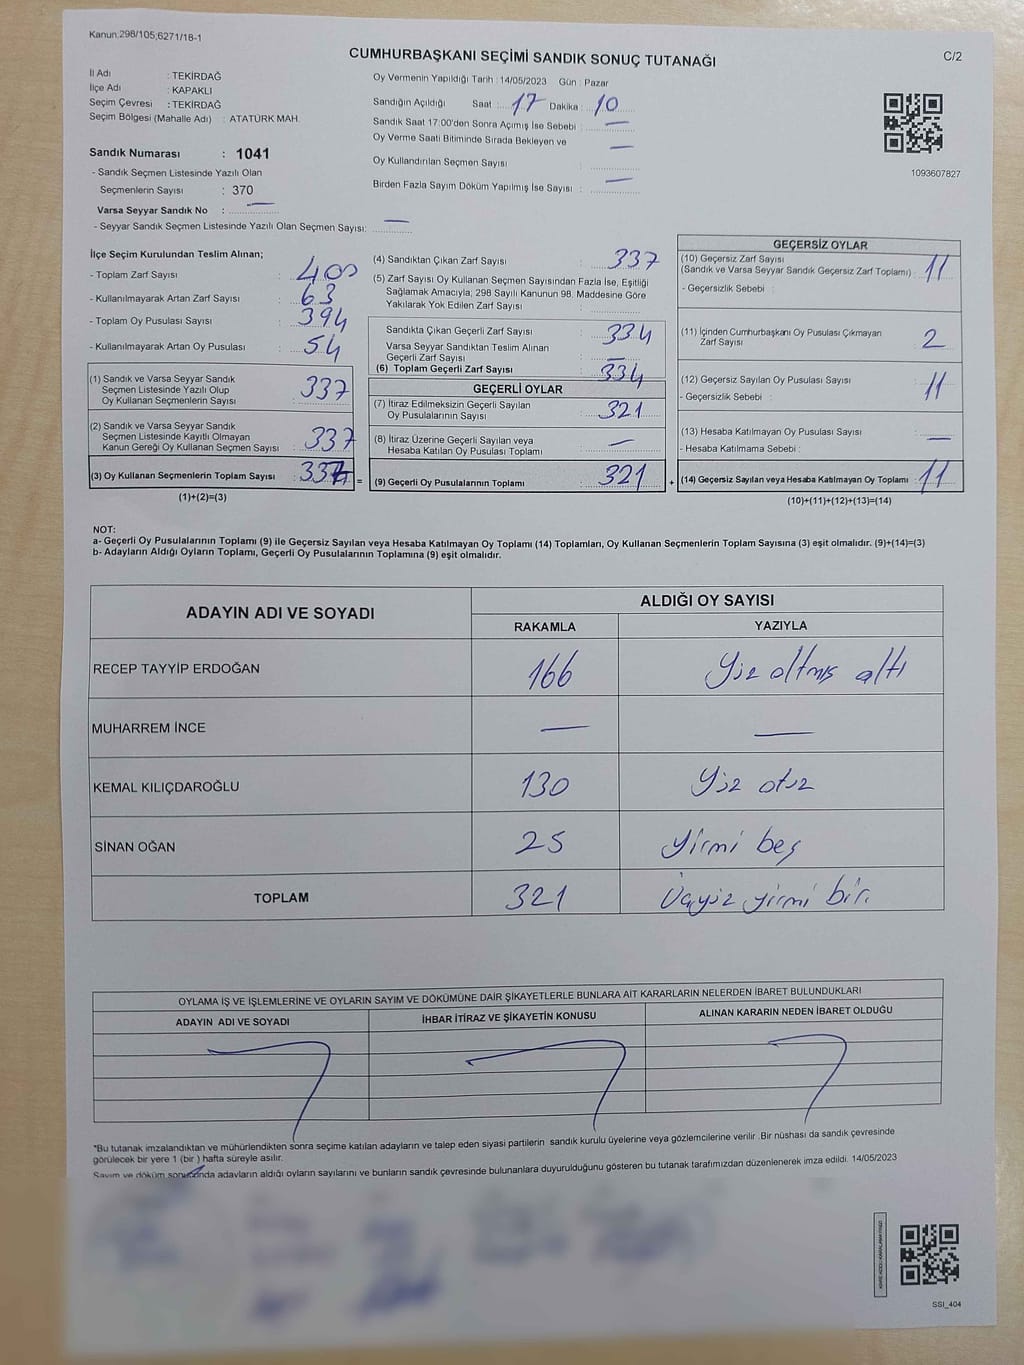 Kanun:298/105;6271/18-1
CUMHURBAŞKANI SEÇİMİ SANDIK SONUÇ TUTANAĞI
C/2
İl Adı : TEKİRDAĞ
İlçe Adı : KAPAKLI
Seçim Çevresi : TEKİRDAĞ
Seçim Bölgesi (Mahalle Adı) : ATATÜRK MAH.
Sandık Numarası : 1041
- Sandık Seçmen Listesinde Yazılı Olan
Seçmenlerin Sayısı : 370
Varsa Seyyar Sandık No : —
- Seyyar Sandık Seçmen Listesinde Yazılı Olan Seçmen Sayısı: —
Oy Vermenin Yapıldığı Tarih : 14/05/2023 Gün : Pazar
Sandığın Açıldığı Saat : 17 Dakika : 10
Sandık Saat 17:00'den Sonra Açımış İse Sebebi : —
Oy Verme Saati Bitiminde Sırada Bekleyen ve —
Oy Kullandırılan Seçmen Sayısı :
Birden Fazla Sayım Döküm Yapılmış İse Sayısı : —
1093607827
İlçe Seçim Kurulundan Teslim Alınan;
- Toplam Zarf Sayısı : 400
- Kullanılmayarak Artan Zarf Sayısı : 63
- Toplam Oy Pusulası Sayısı : 394
- Kullanılmayarak Artan Oy Pusulası : 54
(1) Sandık ve Varsa Seyyar Sandık
Seçmen Listesinde Yazılı Olup
Oy Kullanan Seçmenlerin Sayısı : 337
(2) Sandık ve Varsa Seyyar Sandık
Seçmen Listesinde Kayıtlı Olmayan
Kanun Gereği Oy Kullanan Seçmen Sayısı : 337
(3) Oy Kullanan Seçmenlerin Toplam Sayısı : 
(1)+(2)=(3)
(4) Sandıktan Çıkan Zarf Sayısı : 337
(5) Zarf Sayısı Oy Kullanan Seçmen Sayısından Fazla İse, Eşitliği
Sağlamak Amacıyla; 298 Sayılı Kanunun 98. Maddesine Göre
Yakılarak Yok Edilen Zarf Sayısı :
Sandıkta Çıkan Geçerli Zarf Sayısı : 334
Varsa Seyyar Sandıktan Teslim Alınan
Geçerli Zarf Sayısı : —
(6) Toplam Geçerli Zarf Sayısı : 334
GEÇERLİ OYLAR
(7) İtiraz Edilmeksizin Geçerli Sayılan
Oy Pusulalarının Sayısı : 321
(8) İtiraz Üzerine Geçerli Sayılan veya
Hesaba Katılan Oy Pusulası Toplamı : —
= (9) Geçerli Oy Pusulalarının Toplamı : 321 +
GEÇERSİZ OYLAR
(10) Geçersiz Zarf Sayısı
(Sandık ve Varsa Seyyar Sandık Geçersiz Zarf Toplamı) : 11
- Geçersizlik Sebebi :
(11) İçinden Cumhurbaşkanı Oy Pusulası Çıkmayan
Zarf Sayısı : 2
(12) Geçersiz Sayılan Oy Pusulası Sayısı : 11
- Geçersizlik Sebebi :
(13) Hesaba Katılmayan Oy Pusulası Sayısı : —
- Hesaba Katılmama Sebebi :
(14) Geçersiz Sayılan veya Hesaba Katılmayan Oy Toplamı : 11
(10)+(11)+(12)+(13)=(14)
NOT:
a- Geçerli Oy Pusulalarının Toplamı (9) ile Geçersiz Sayılan veya Hesaba Katılmayan Oy Toplamı (14) Toplamları, Oy Kullanan Seçmenlerin Toplam Sayısına (3) eşit olmalıdır. (9)+(14)=(3)
b- Adayların Aldığı Oyların Toplamı, Geçerli Oy Pusulalarının Toplamına (9) eşit olmalıdır.
ADAYIN ADI VE SOYADI ALDIĞI OY SAYISI
RAKAMLA YAZIYLA
RECEP TAYYİP ERDOĞAN 166 Yüz altmış altı
MUHARREM İNCE — —
KEMAL KILIÇDAROĞLU 130 Yüz otuz
SİNAN OĞAN 25 Yirmi beş
TOPLAM 321 Üçyüz yirmi bir.
OYLAMA İŞ VE İŞLEMLERİNE VE OYLARIN SAYIM VE DÖKÜMÜNE DAİR ŞİKAYETLERLE BUNLARA AİT KARARLARIN NELERDEN İBARET BULUNDUKLARI
ADAYIN ADI VE SOYADI İHBAR İTİRAZ VE ŞİKAYETİN KONUSU ALINAN KARARIN NEDEN İBARET OLDUĞU
*Bu tutanak imzalandıktan ve mühürlendikten sonra seçime katılan adayların ve talep eden siyasi partilerin sandık kurulu üyelerine veya gözlemcilerine verilir .Bir nüshası da sandık çevresinde
görülecek bir yere 1 (bir ) hafta süreyle asılır.
Sayım ve döküm sonucunda adayların aldığı oyların sayılarını ve bunların sandık çevresinde bulunanlara duyurulduğunu gösteren bu tutanak tarafımızdan düzenlenerek imza edildi. 14/05/2023
SSI_404